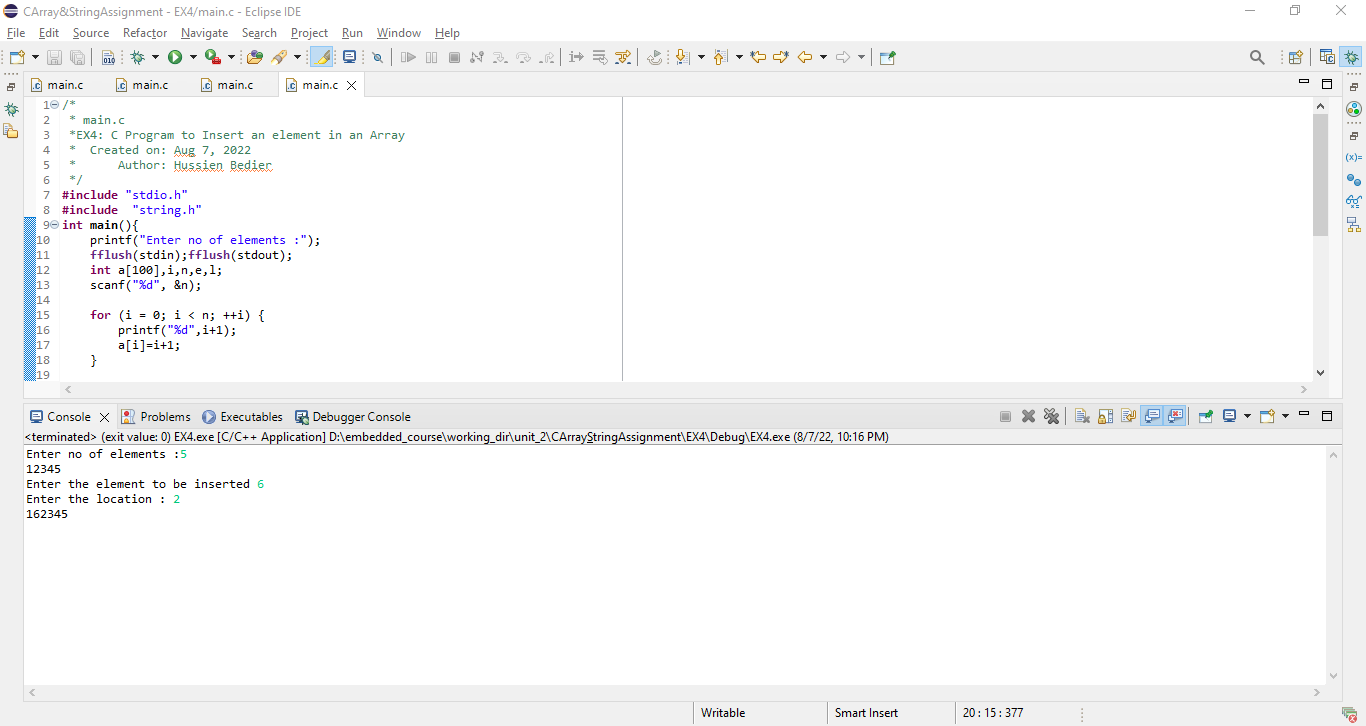 CArray&StringAssignment - EX4/main.c - Eclipse IDE
File Edit Source Refactor Navigate Search Project Run Window Help
main.c main.c main.c main.c
1 /*
2  * main.c
3  *EX4: C Program to Insert an element in an Array
4  *  Created on: Aug 7, 2022
5  *      Author: Hussien Bedier
6  */
7 #include "stdio.h"
8 #include  "string.h"
9 int main(){
10     printf("Enter no of elements :");
11     fflush(stdin);fflush(stdout);
12     int a[100],i,n,e,l;
13     scanf("%d", &n);
14
15     for (i = 0; i < n; ++i) {
16         printf("%d",i+1);
17         a[i]=i+1;
18     }
19
Console Problems Executables Debugger Console
<terminated> (exit value: 0) EX4.exe [C/C++ Application] D:\embedded_course\working_dir\unit_2\CArrayStringAssignment\EX4\Debug\EX4.exe (8/7/22, 10:16 PM)
Enter no of elements :5
12345
Enter the element to be inserted 6
Enter the location : 2
162345
Writable Smart Insert 20 : 15 : 377